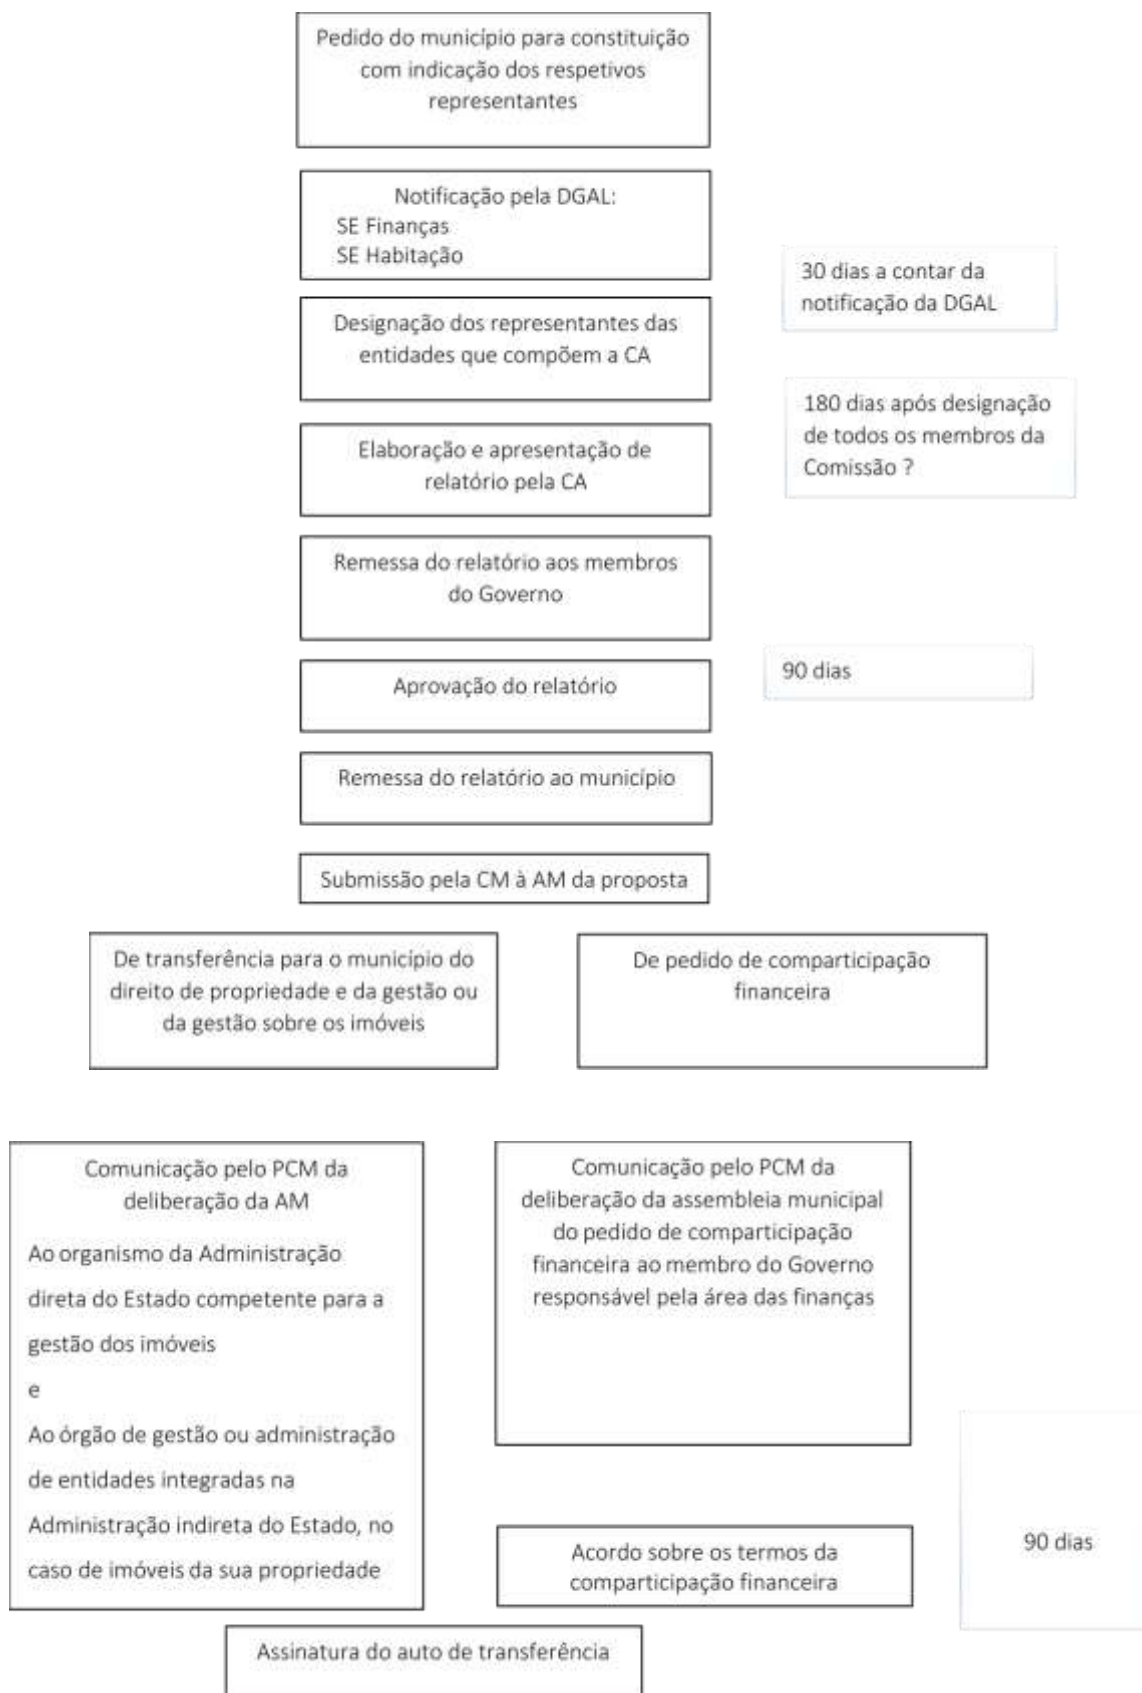 Pedido do município para constituição
com indicação dos respetivos
representantes
Notificação pela DGAL:
SE Finanças
SE Habitação
30 dias a contar da
notificação da DGAL
Designação dos representantes das
entidades que compõem a CA
180 dias após designação
de todos os membros da
Comissão ?
Elaboração e apresentação de
relatório pela CA
Remessa do relatório aos membros
do Governo
Aprovação do relatório
90 dias
Remessa do relatório ao município
Submissão pela CM à AM da proposta
De transferência para o município do
direito de propriedade e da gestão ou
da gestão sobre os imóveis
De pedido de comparticipação
financeira
Comunicação pelo PCM da
deliberação da AM
Ao organismo da Administração
direta do Estado competente para a
gestão dos imóveis
e
Ao órgão de gestão ou administração
de entidades integradas na
Administração indireta do Estado, no
caso de imóveis da sua propriedade
Comunicação pelo PCM da
deliberação da assembleia municipal
do pedido de comparticipação
financeira ao membro do Governo
responsável pela área das finanças
Acordo sobre os termos da
comparticipação financeira
90 dias
Assinatura do auto de transferência